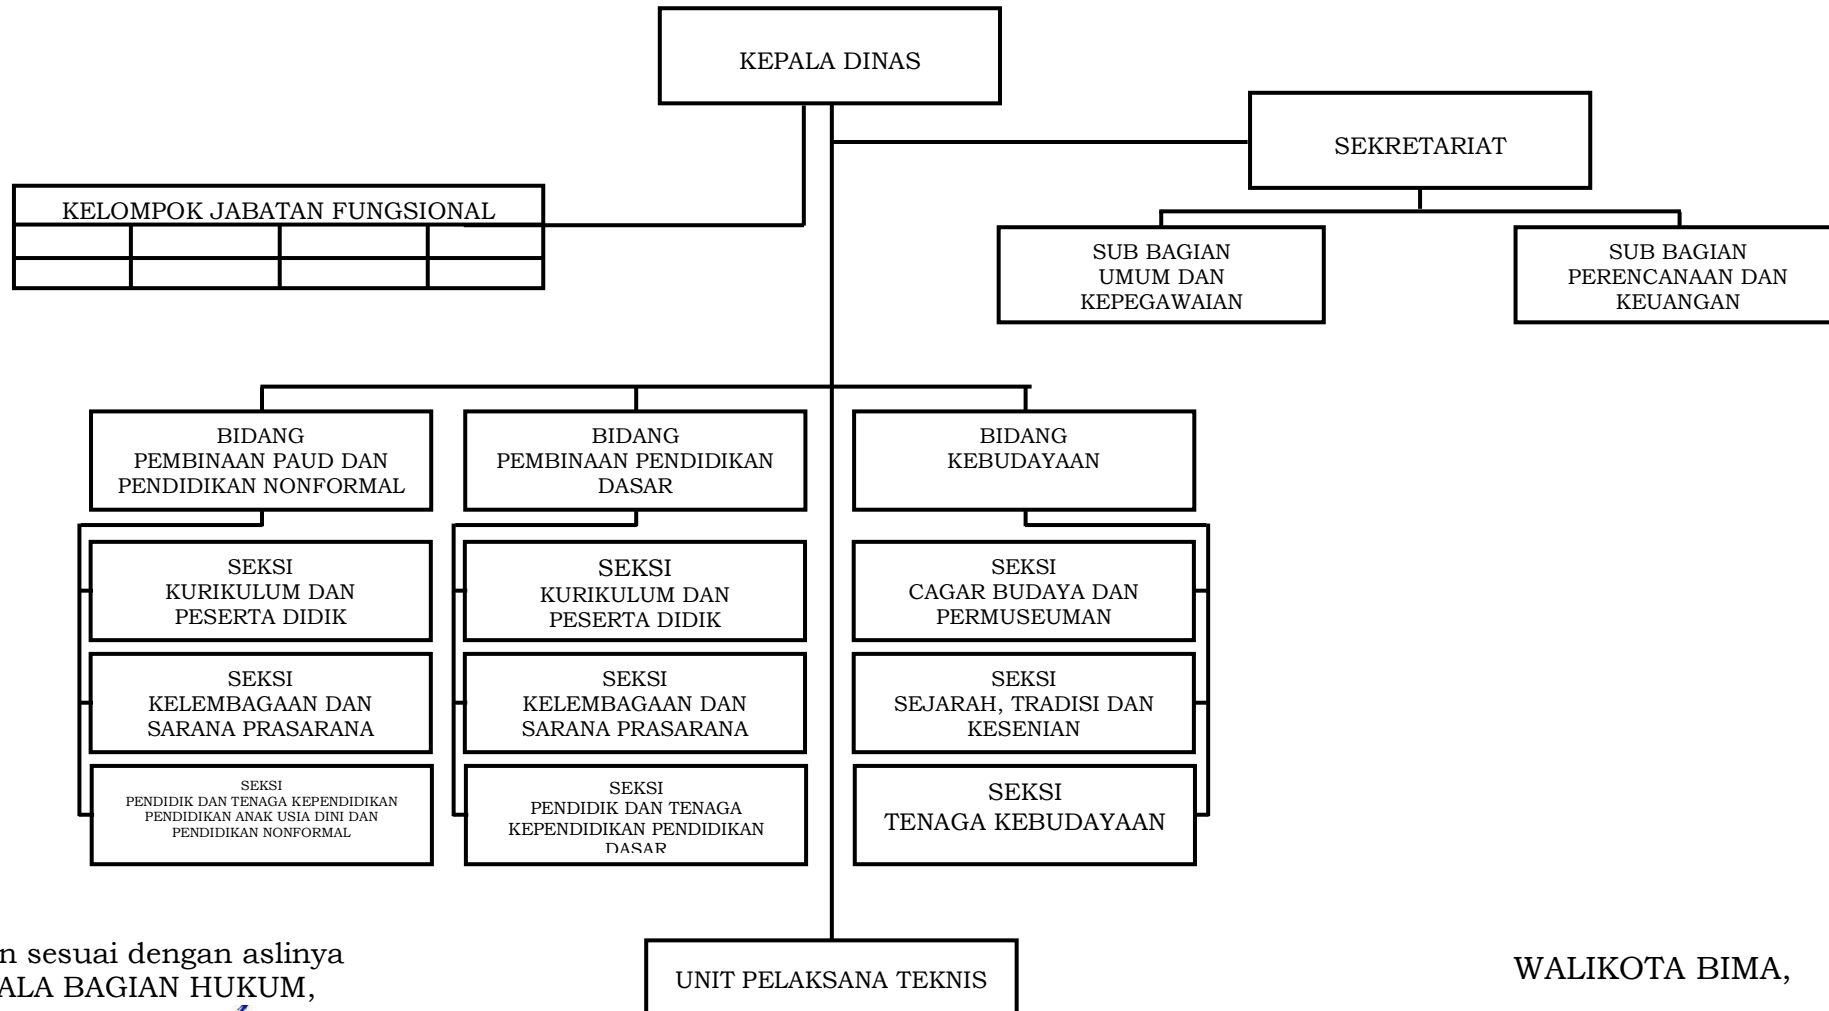 KEPALA DINAS
SEKRETARIAT
KELOMPOK JABATAN FUNGSIONAL
SUB BAGIAN
UMUM DAN
KEPEGAWAIAN
SUB BAGIAN
PERENCANAAN DAN
KEUANGAN
BIDANG
PEMBINAAN PAUD DAN
PENDIDIKAN NONFORMAL
BIDANG
PEMBINAAN PENDIDIKAN
DASAR
BIDANG
KEBUDAYAAN
SEKSI
KURIKULUM DAN
PESERTA DIDIK
SEKSI
KURIKULUM DAN
PESERTA DIDIK
SEKSI
CAGAR BUDAYA DAN
PERMUSEUMAN
SEKSI
KELEMBAGAAN DAN
SARANA PRASARANA
SEKSI
KELEMBAGAAN DAN
SARANA PRASARANA
SEKSI
SEJARAH, TRADISI DAN
KESENIAN
SEKSI
PENDIDIK DAN TENAGA KEPENDIDIKAN
PENDIDIKAN ANAK USIA DINI DAN
PENDIDIKAN NONFORMAL
SEKSI
PENDIDIK DAN TENAGA
KEPENDIDIKAN PENDIDIKAN
DASAR
SEKSI
TENAGA KEBUDAYAAN
n sesuai dengan aslinya
ALA BAGIAN HUKUM,
UNIT PELAKSANA TEKNIS
WALIKOTA BIMA,